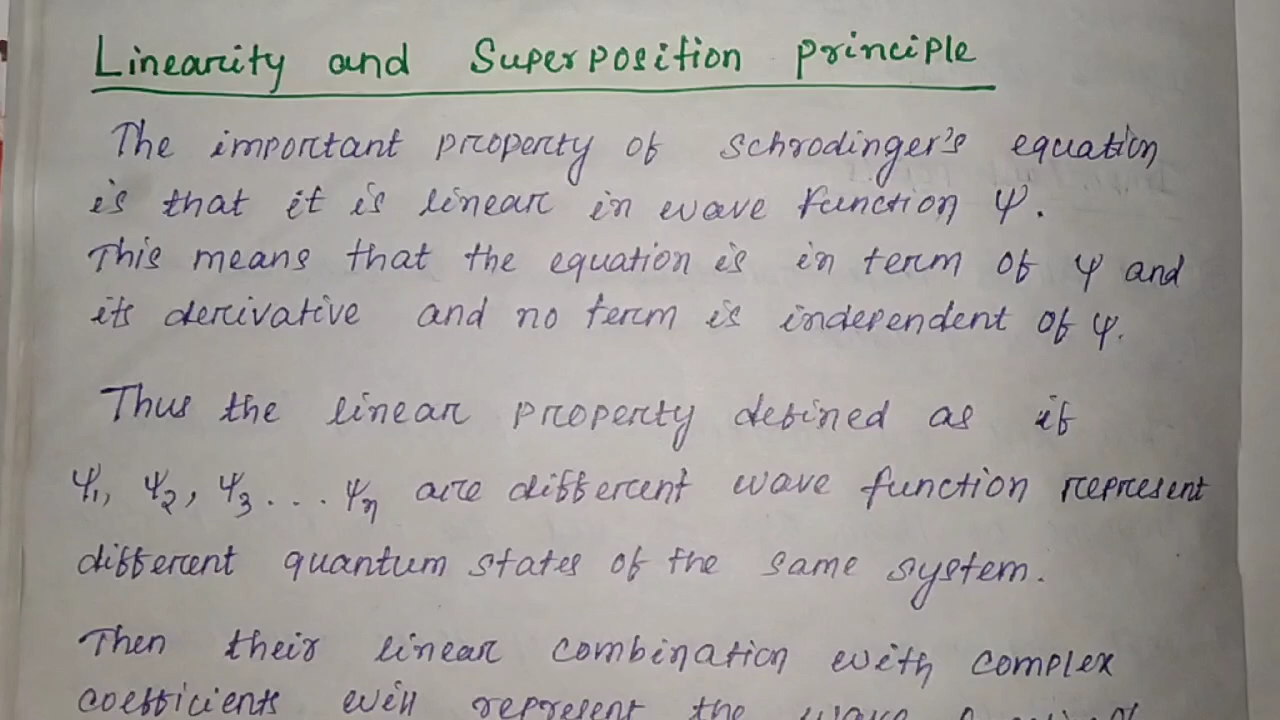 Linearity and Superposition principle
The important property of Schrodinger's equation
is that it is linear in wave function ψ.
This means that the equation is in term of ψ and
its derivative and no term is independent of ψ.
Thus the linear property defined as if
ψ1, ψ2, ψ3 . . . ψn are different wave function represent
different quantum states of the same system.
Then their linear combination with complex
coefficients will represent the wave